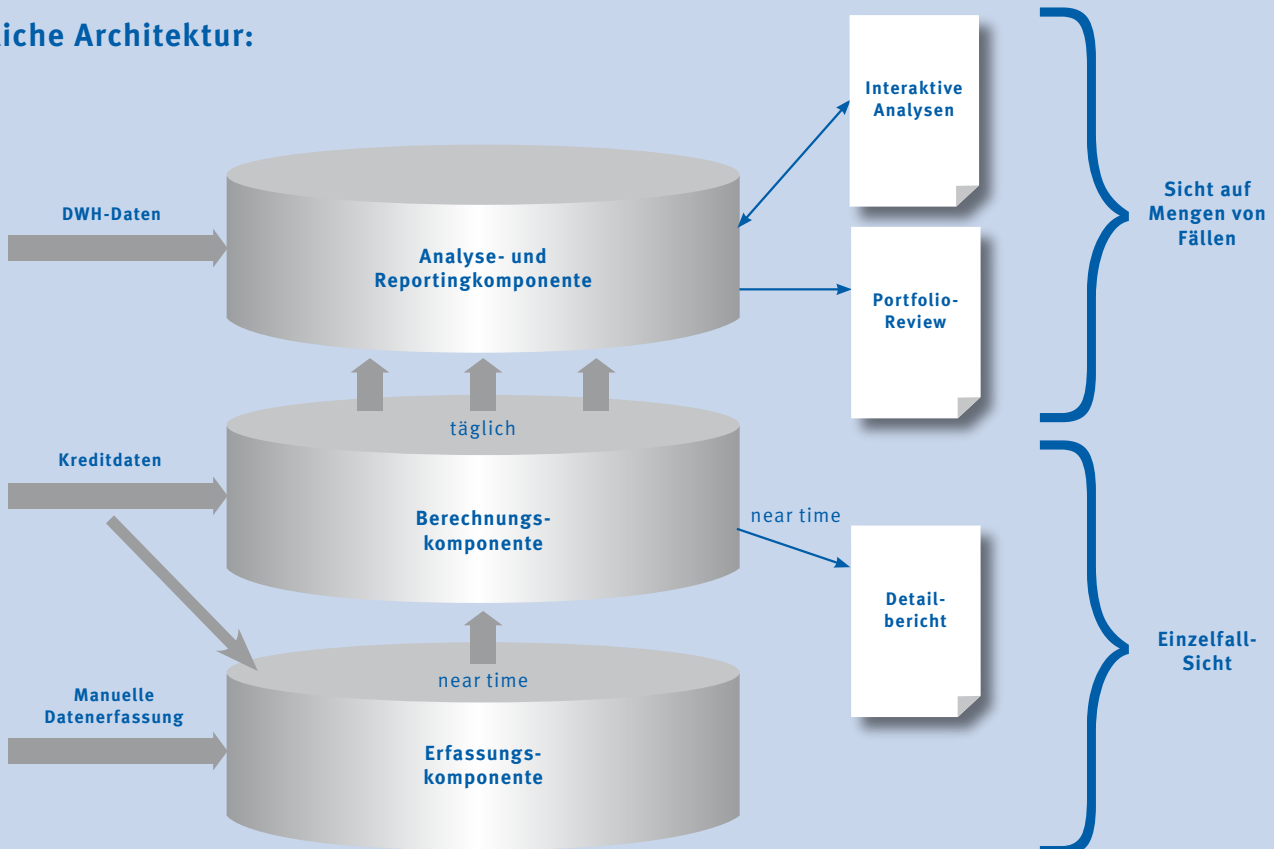 liche Architektur:
Interaktive
Analysen
DWH-Daten
Analyse- und
Reportingkomponente
Sicht auf
Mengen von
Fällen
Portfolio-
Review
täglich
Kreditdaten
Berechnungs-
komponente
near time
Detail-
bericht
Einzelfall-
Sicht
near time
Manuelle
Datenerfassung
Erfassungs-
komponente